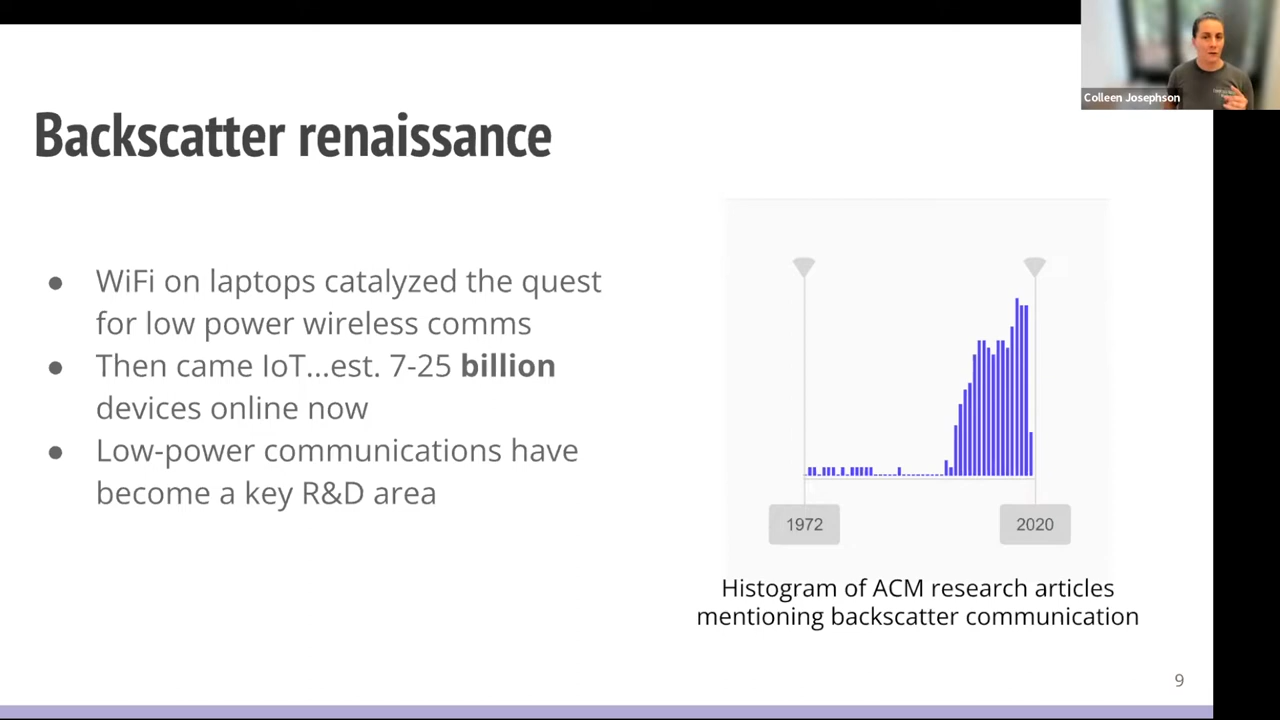 Colleen Josephson
Backscatter renaissance
● WiFi on laptops catalyzed the quest
for low power wireless comms
● Then came IoT...est. 7-25 billion
devices online now
● Low-power communications have
become a key R&D area
1972
2020
Histogram of ACM research articles
mentioning backscatter communication
9